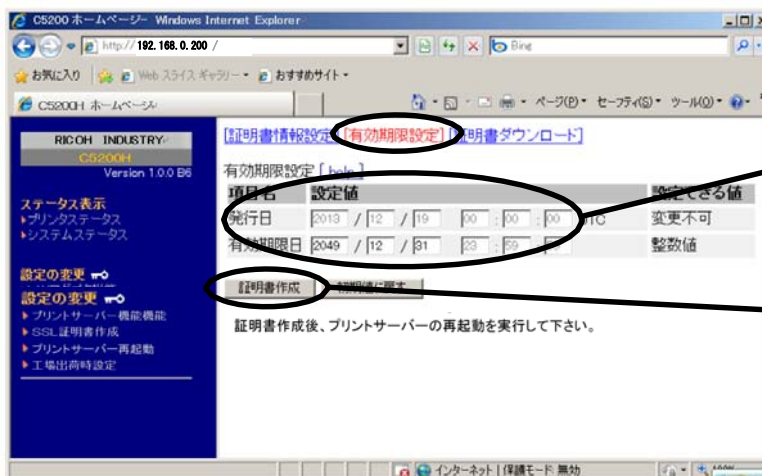 C5200 ホームページ- Windows Internet Explorer
http://192.168.0.200 /
Bing
お気に入り
Web スライス ギャラリー
おすすめサイト
C5200H ホームページ
ページ(P)
セーフティ(S)
ツール(O)
RICOH INDUSTRY
C5200H
Version 1.0.0 B6
ステータス表示
プリンタステータス
システムステータス
設定の変更
設定の変更
プリントサーバー機能機能
SSL証明書作成
プリントサーバー再起動
工場出荷時設定
[証明書情報設定] [有効期限設定] [証明書ダウンロード]
有効期限設定 [ help ]
項目名 設定値 設定できる値
発行日 2013 / 12 / 19 00 : 00 : 00 UTC 変更不可
有効期限日 2049 / 12 / 31 23 : 59 : 整数値
証明書作成 初期値に戻す
証明書作成後、プリントサーバーの再起動を実行して下さい。
インターネット | 保護モード: 無効